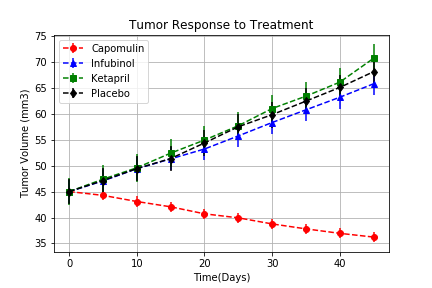 Tumor Response to Treatment
75
70
65
60
55
50
45
40
35
Tumor Volume (mm3)
Capomulin
Infubinol
Ketapril
Placebo
0 10 20 30 40
Time(Days)